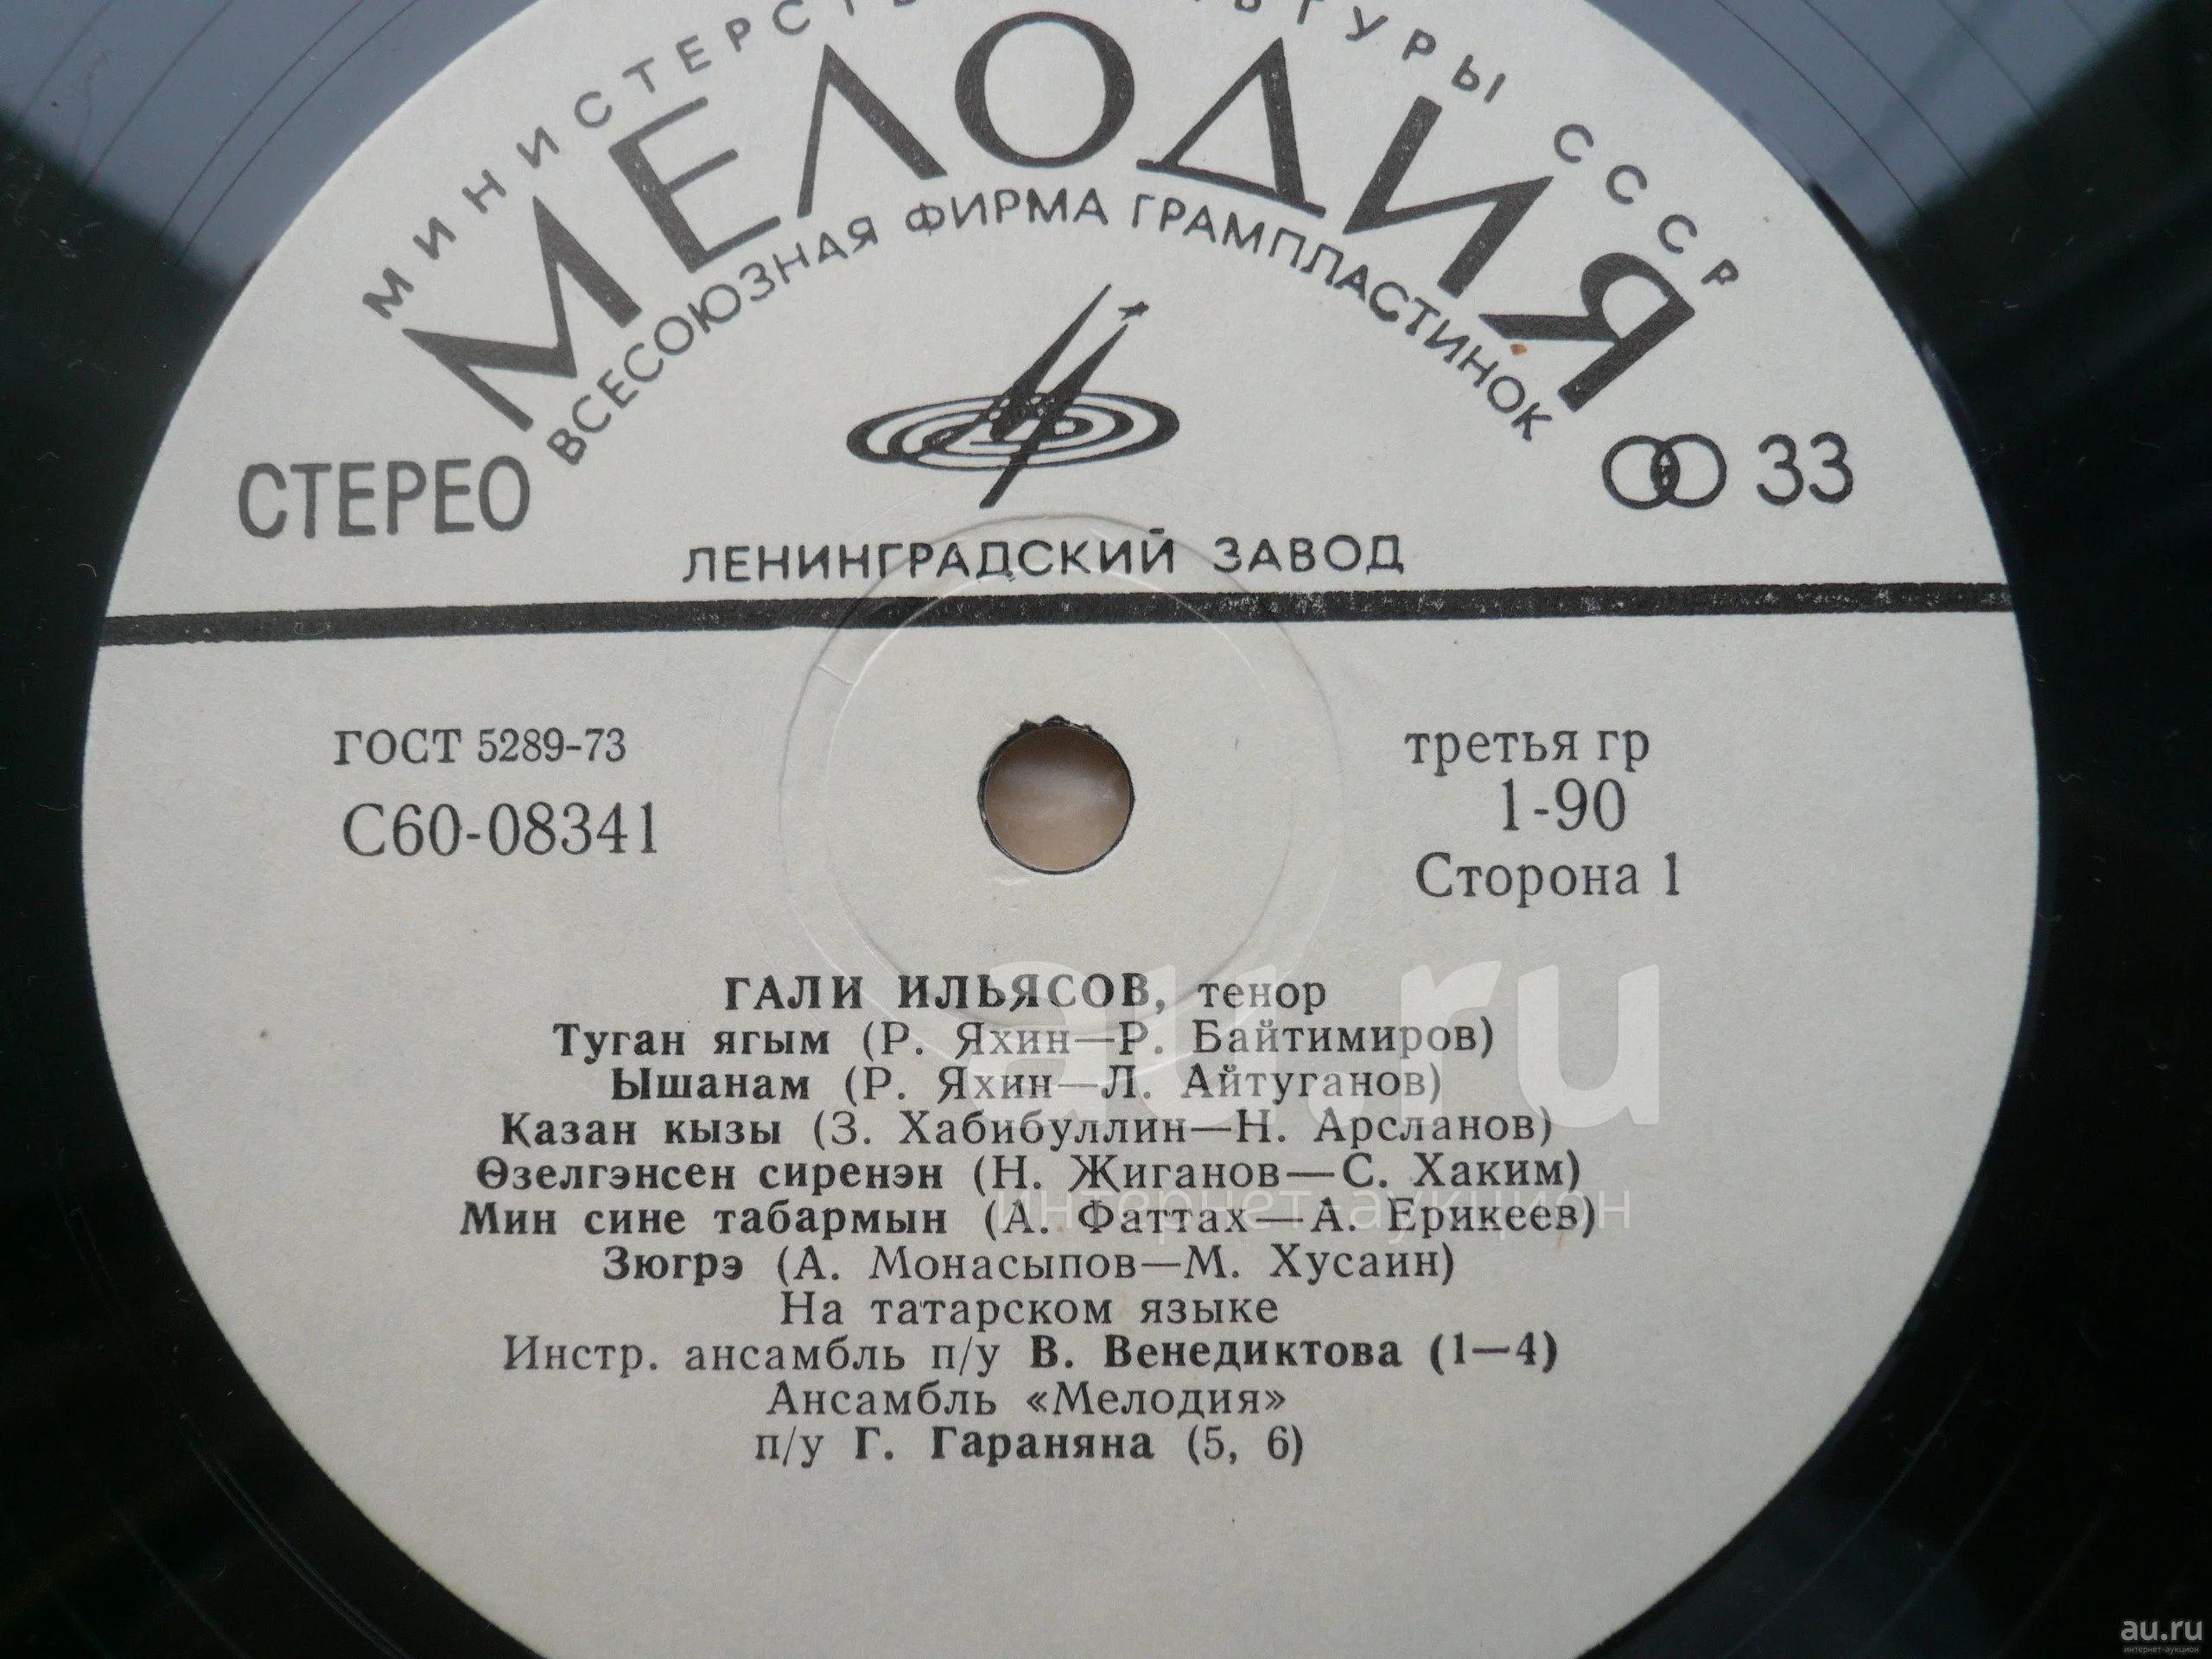 МИНИСТЕРСТВО КУЛЬТУРЫ СССР
МЕЛОДИЯ
ВСЕСОЮЗНАЯ ФИРМА ГРАМПЛАСТИНОК
СТЕРЕО
33
ЛЕНИНГРАДСКИЙ ЗАВОД
ГОСТ 5289-73
третья гр
С60-08341
1-90
Сторона 1
ГАЛИ ИЛЬЯСОВ, тенор
Туган ягым (Р. Яхин—Р. Байтимиров)
Ышанам (Р. Яхин—Л. Айтуганов)
Казан кызы (З. Хабибуллин—Н. Арсланов)
Өзелгэнсен сиренэн (Н. Жиганов—С. Хаким)
Мин сине табармын (А. Фаттах—А. Ерикеев)
Зюгрэ (А. Монасыпов—М. Хусаин)
На татарском языке
Инстр. ансамбль п/у В. Венедиктова (1—4)
Ансамбль «Мелодия»
п/у Г. Гараняна (5, 6)
au.ru
интернет-аукцион
au.ru
интернет-аукцион